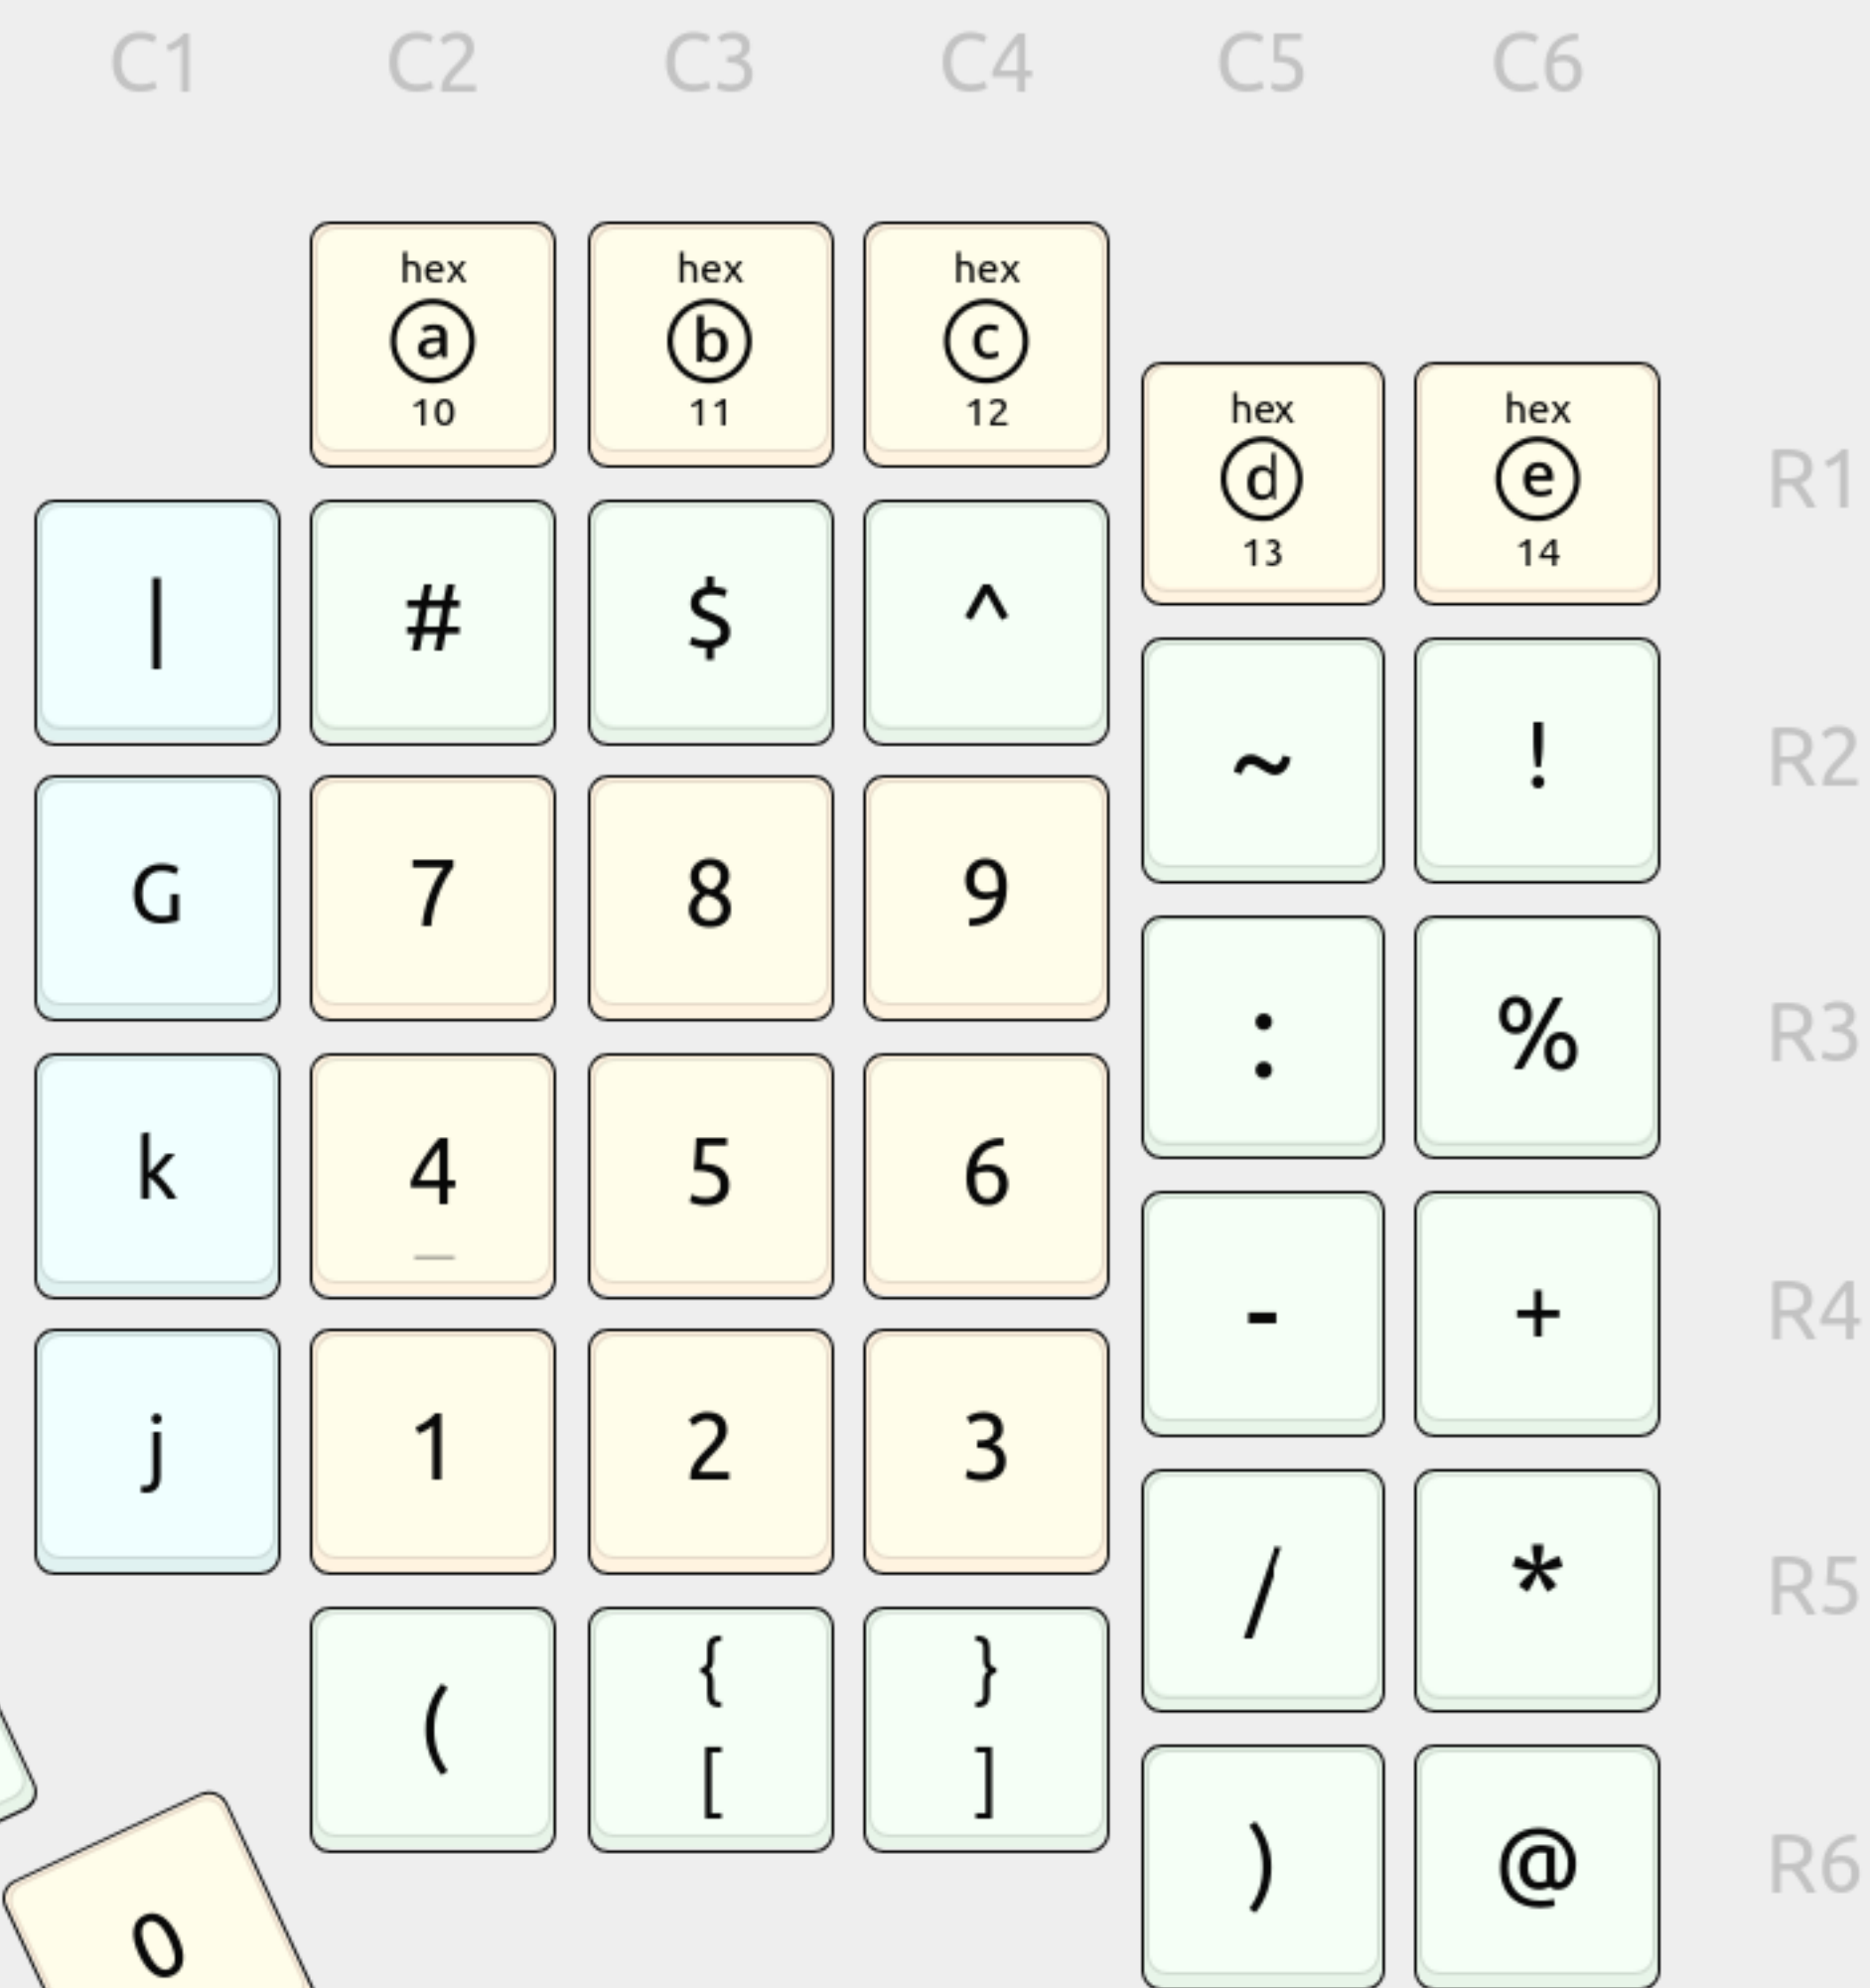 C1 C2 C3 C4 C5 C6
hex hex hex
a b c
10 11 12
hex hex
d e
13 14
R1
| # $ ^
~ ! R2
G 7 8 9
: % R3
k 4 5 6
_
- + R4
j 1 2 3
/ * R5
{ }
(
[ ]
) @ R6
0